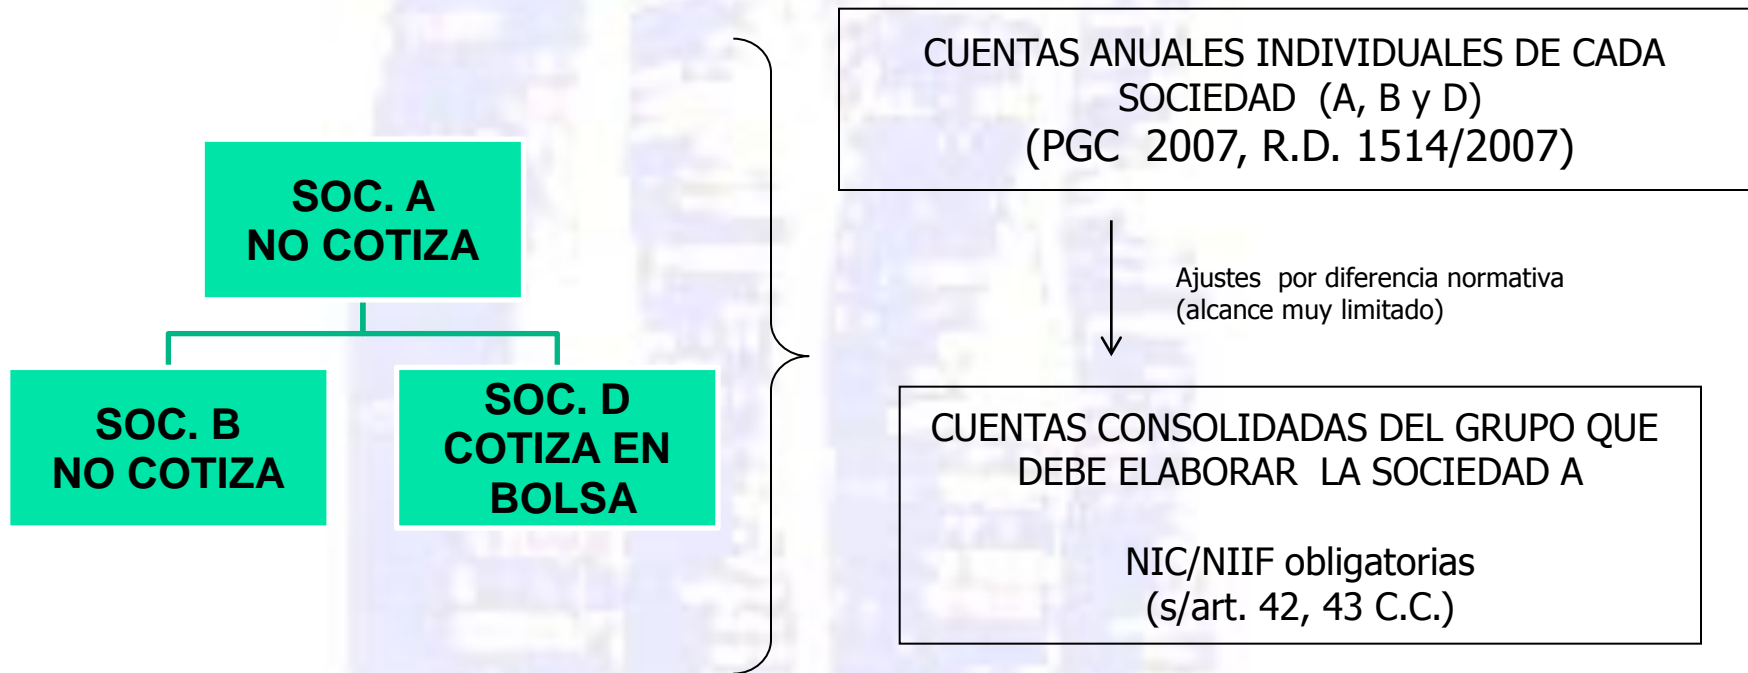 SOC. A
NO COTIZA
SOC. B
NO COTIZA
SOC. D
COTIZA EN
BOLSA
CUENTAS ANUALES INDIVIDUALES DE CADA
SOCIEDAD (A, B y D)
(PGC 2007, R.D. 1514/2007)
Ajustes por diferencia normativa
(alcance muy limitado)
CUENTAS CONSOLIDADAS DEL GRUPO QUE
DEBE ELABORAR LA SOCIEDAD A
NIC/NIIF obligatorias
(s/art. 42, 43 C.C.)